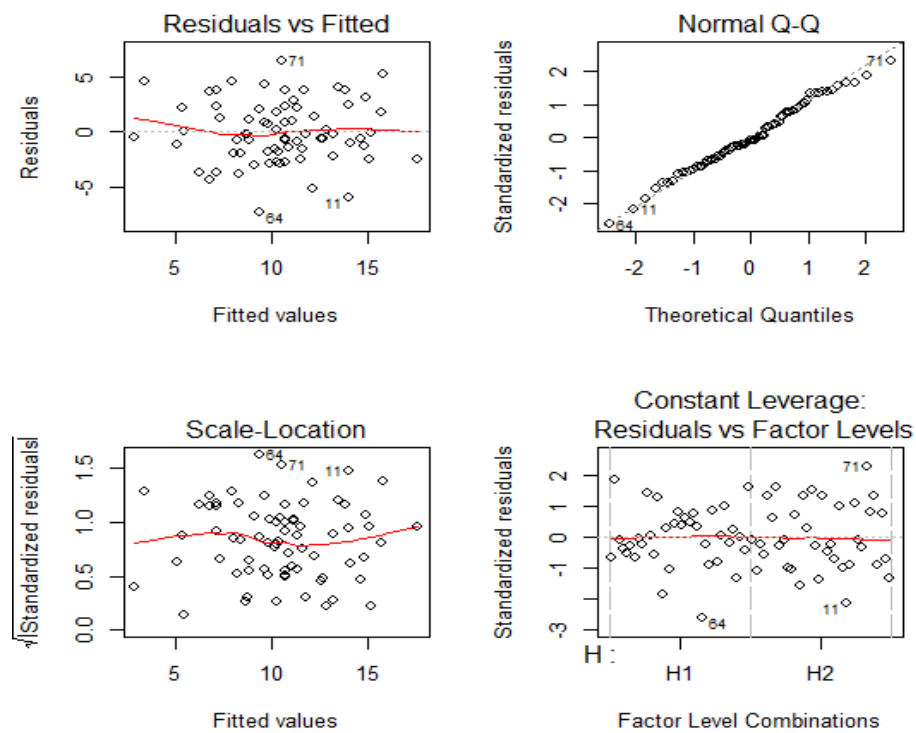 Residuals vs Fitted
Residuals
5
0
-5
71
64
11
5 10 15
Fitted values
Normal Q-Q
Standardized residuals
2
1
0
-1
-2
71
11
64
-2 -1 0 1 2
Theoretical Quantiles
Scale-Location
√|Standardized residuals|
1.5
1.0
0.5
0.0
64
71
11
5 10 15
Fitted values
Constant Leverage:
Residuals vs Factor Levels
Standardized residuals
2
1
0
-1
-3
71
11
64
H :
H1 H2
Factor Level Combinations